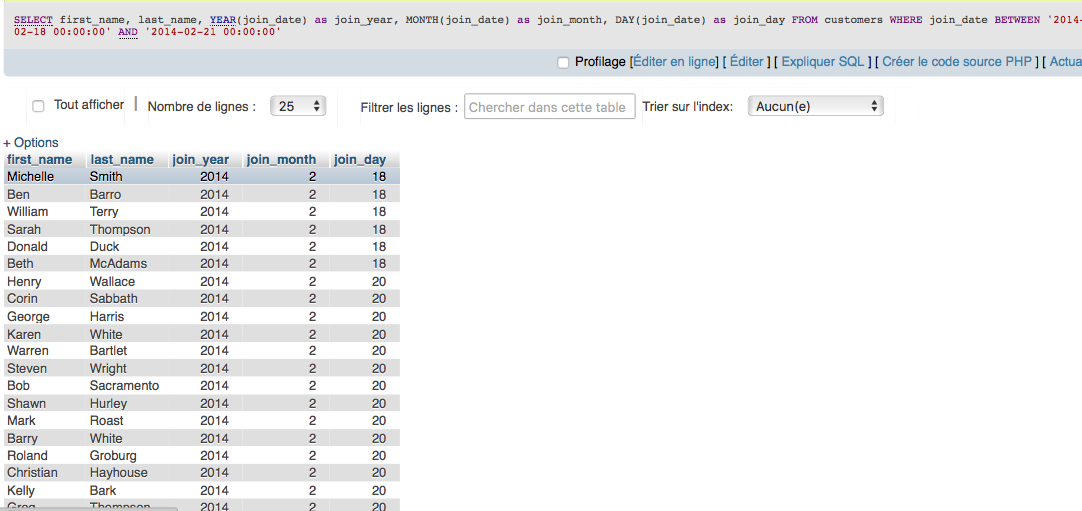 SELECT first_name, last_name, YEAR(join_date) as join_year, MONTH(join_date) as join_month, DAY(join_date) as join_day FROM customers WHERE join_date BETWEEN '2014-
02-18 00:00:00' AND '2014-02-21 00:00:00'
Profilage [Éditer en ligne] [ Éditer ] [ Expliquer SQL ] [ Créer le code source PHP ] [ Actua
Tout afficher | Nombre de lignes : 25 Filtrer les lignes : Chercher dans cette table Trier sur l'index: Aucun(e)
+ Options
first_name last_name join_year join_month join_day
Michelle Smith 2014 2 18
Ben Barro 2014 2 18
William Terry 2014 2 18
Sarah Thompson 2014 2 18
Donald Duck 2014 2 18
Beth McAdams 2014 2 18
Henry Wallace 2014 2 20
Corin Sabbath 2014 2 20
George Harris 2014 2 20
Karen White 2014 2 20
Warren Bartlet 2014 2 20
Steven Wright 2014 2 20
Bob Sacramento 2014 2 20
Shawn Hurley 2014 2 20
Mark Roast 2014 2 20
Barry White 2014 2 20
Roland Groburg 2014 2 20
Christian Hayhouse 2014 2 20
Kelly Bark 2014 2 20
Greg Thompson 2014 2 20